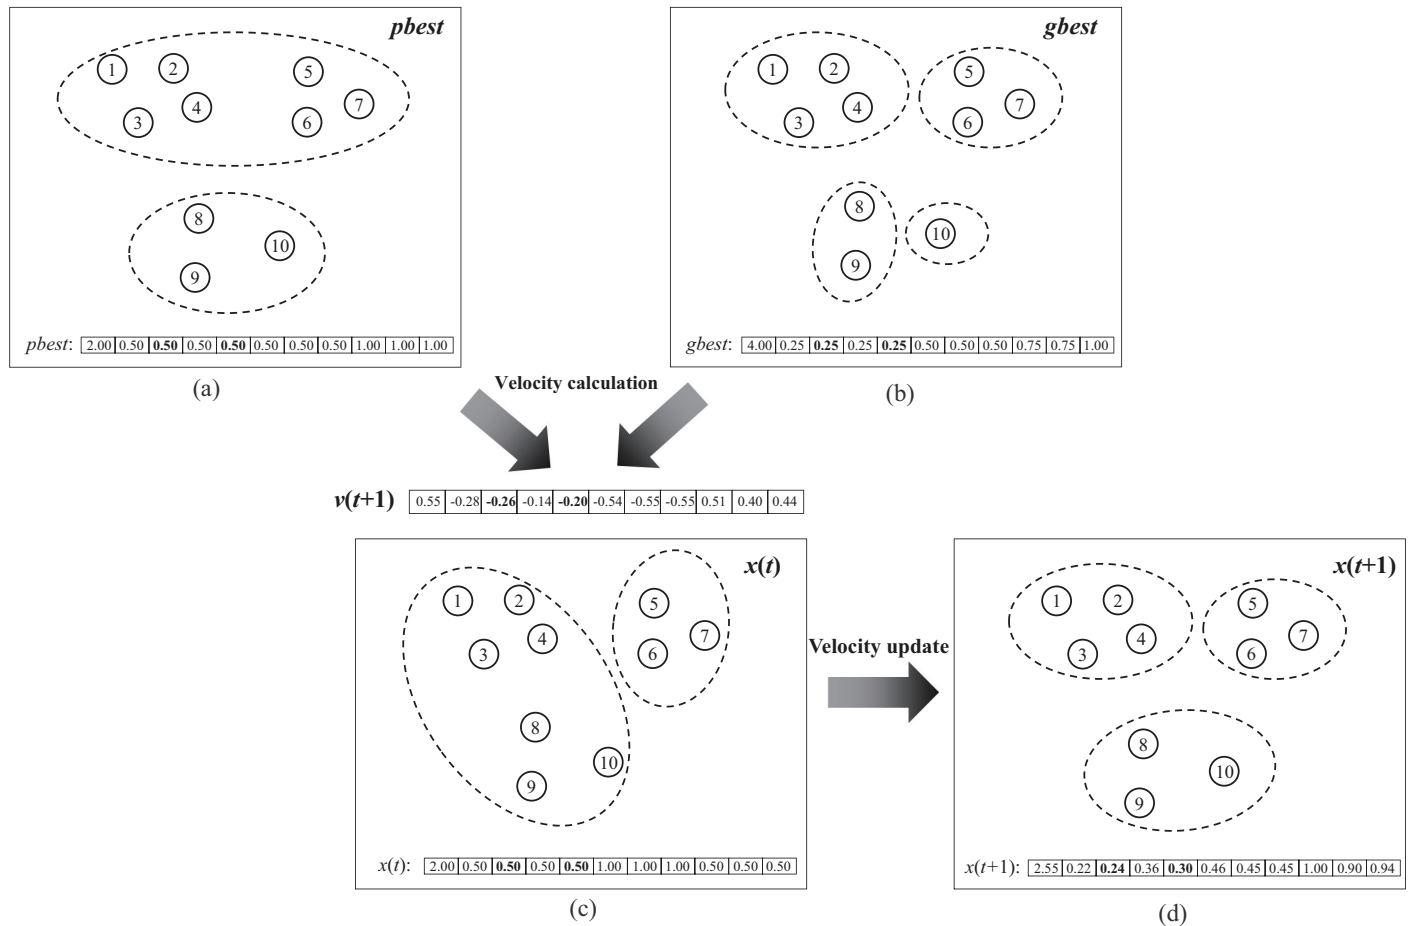 pbest
1 2 5
3 4 6 7
8
10
9
pbest: 2.00 0.50 0.50 0.50 0.50 0.50 0.50 0.50 1.00 1.00 1.00
(a)
gbest
1 2 5
3 4 6 7
8
10
9
gbest: 4.00 0.25 0.25 0.25 0.25 0.50 0.50 0.50 0.75 0.75 1.00
(b)
Velocity calculation
v(t+1) 0.55 -0.28 -0.26 -0.14 -0.20 -0.54 -0.55 -0.55 0.51 0.40 0.44
x(t)
1 2 5
3 4 6 7
8
10
9
x(t): 2.00 0.50 0.50 0.50 0.50 1.00 1.00 1.00 0.50 0.50 0.50
(c)
Velocity update
x(t+1)
1 2 5
3 4 6 7
8
10
9
x(t+1): 2.55 0.22 0.24 0.36 0.30 0.46 0.45 0.45 1.00 0.90 0.94
(d)